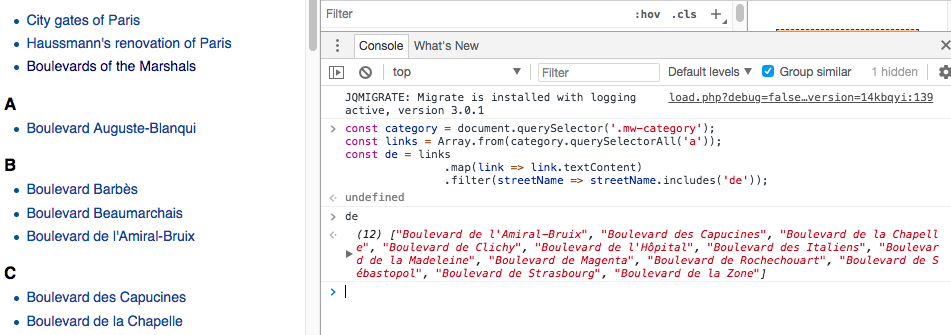 City gates of Paris
Haussmann's renovation of Paris
Boulevards of the Marshals
A
Boulevard Auguste-Blanqui
B
Boulevard Barbès
Boulevard Beaumarchais
Boulevard de l'Amiral-Bruix
C
Boulevard des Capucines
Boulevard de la Chapelle
Filter :hov .cls
Console What's New
top Filter Default levels Group similar 1 hidden
JQMIGRATE: Migrate is installed with logging load.php?debug=false…version=14kbqyi:139
active, version 3.0.1
const category = document.querySelector('.mw-category');
const links = Array.from(category.querySelectorAll('a'));
const de = links
.map(link => link.textContent)
.filter(streetName => streetName.includes('de'));
undefined
de
(12) ["Boulevard de l'Amiral-Bruix", "Boulevard des Capucines", "Boulevard de la Chapell
e", "Boulevard de Clichy", "Boulevard de l'Hôpital", "Boulevard des Italiens", "Boulevar
d de la Madeleine", "Boulevard de Magenta", "Boulevard de Rochechouart", "Boulevard de S
ébastopol", "Boulevard de Strasbourg", "Boulevard de la Zone"]